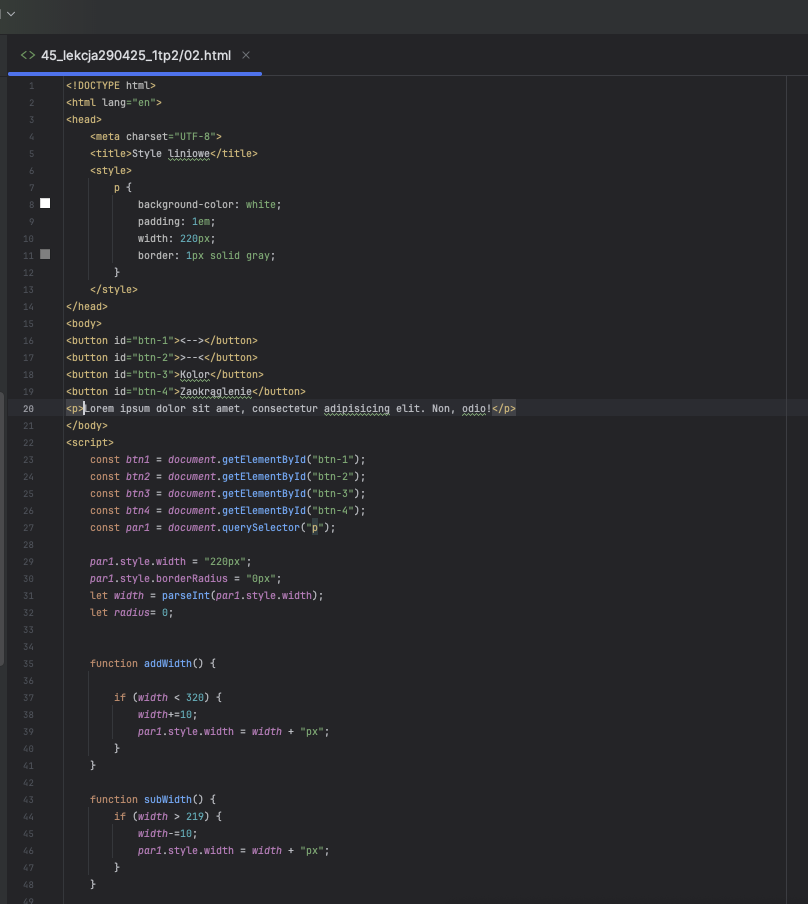 <> 45_lekcja290425_1tp2/02.html ×
1 <!DOCTYPE html>
2 <html lang="en">
3 <head>
4     <meta charset="UTF-8">
5     <title>Style liniowe</title>
6     <style>
7         p {
8             background-color: white;
9             padding: 1em;
10             width: 220px;
11             border: 1px solid gray;
12         }
13     </style>
14 </head>
15 <body>
16 <button id="btn-1"><--></button>
17 <button id="btn-2">>--<</button>
18 <button id="btn-3">Kolor</button>
19 <button id="btn-4">Zaokrąglenie</button>
20 <p>Lorem ipsum dolor sit amet, consectetur adipisicing elit. Non, odio!</p>
21 </body>
22 <script>
23     const btn1 = document.getElementById("btn-1");
24     const btn2 = document.getElementById("btn-2");
25     const btn3 = document.getElementById("btn-3");
26     const btn4 = document.getElementById("btn-4");
27     const par1 = document.querySelector("p");
28
29     par1.style.width = "220px";
30     par1.style.borderRadius = "0px";
31     let width = parseInt(par1.style.width);
32     let radius= 0;
33
34
35     function addWidth() {
36
37         if (width < 320) {
38             width+=10;
39             par1.style.width = width + "px";
40         }
41     }
42
43     function subWidth() {
44         if (width > 219) {
45             width-=10;
46             par1.style.width = width + "px";
47         }
48     }
49